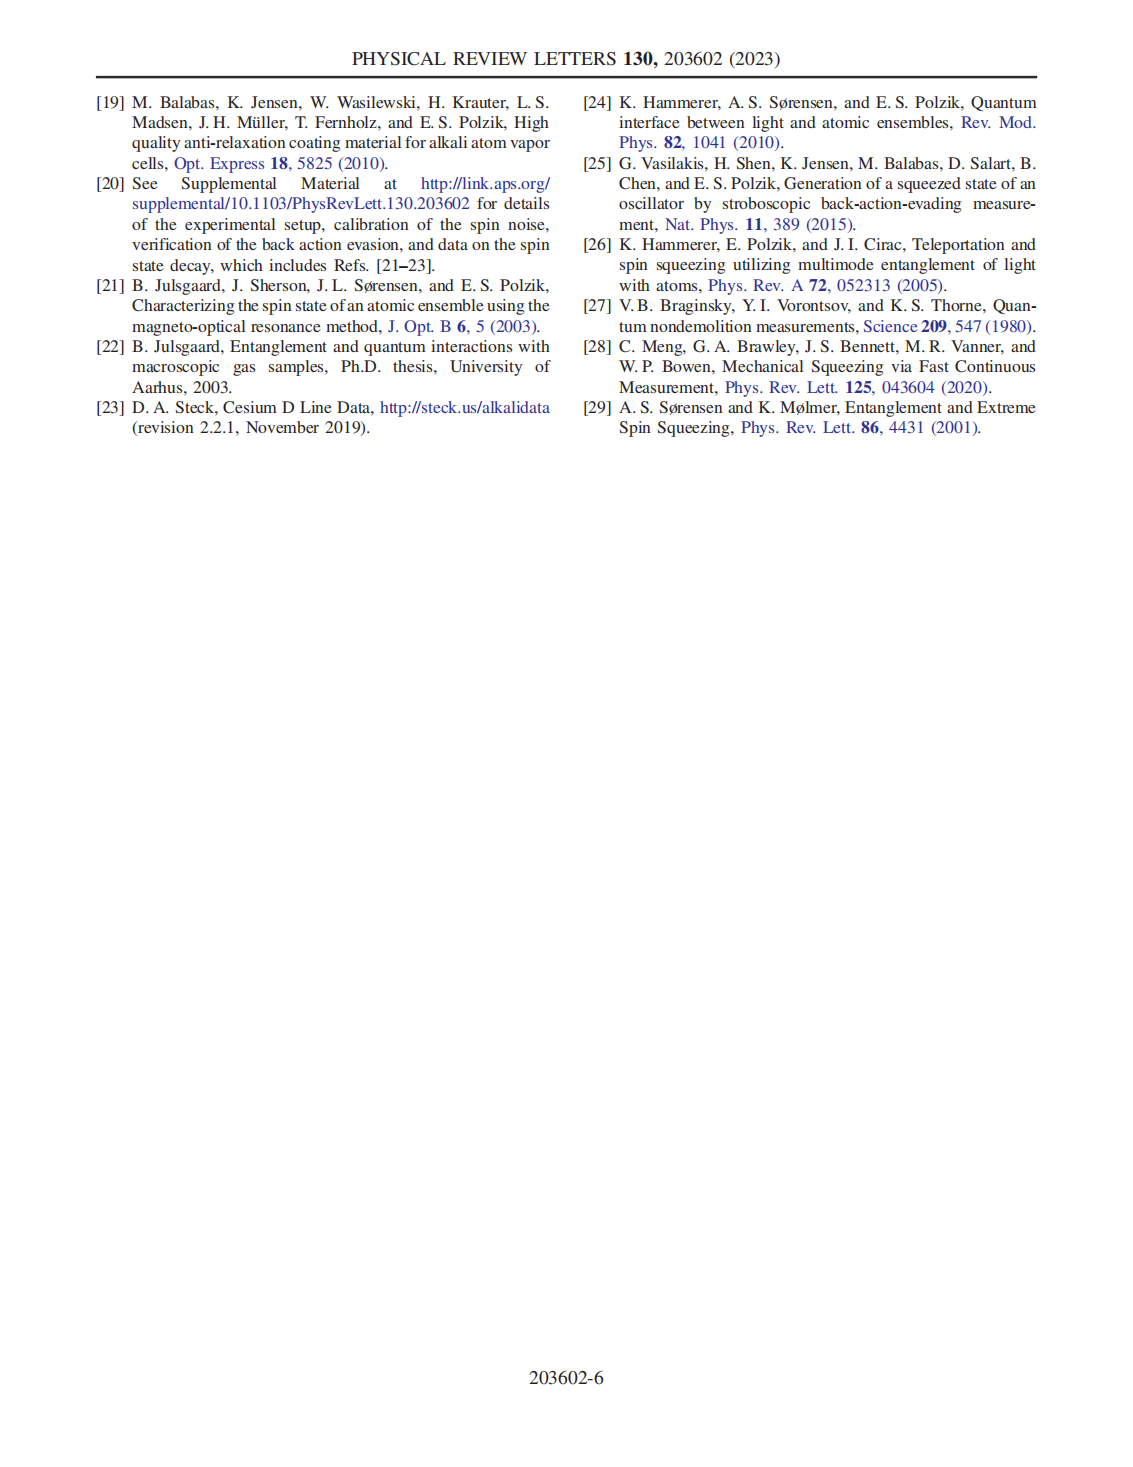 PHYSICAL REVIEW LETTERS 130, 203602 (2023)
[19] M. Balabas, K. Jensen, W. Wasilewski, H. Krauter, L. S.
Madsen, J. H. Müller, T. Fernholz, and E. S. Polzik, High
quality anti-relaxation coating material for alkali atom vapor
cells, Opt. Express 18, 5825 (2010).
[20] See Supplemental Material at http://link.aps.org/
supplemental/10.1103/PhysRevLett.130.203602 for details
of the experimental setup, calibration of the spin noise,
verification of the back action evasion, and data on the spin
state decay, which includes Refs. [21–23].
[21] B. Julsgaard, J. Sherson, J. L. Sørensen, and E. S. Polzik,
Characterizing the spin state of an atomic ensemble using the
magneto-optical resonance method, J. Opt. B 6, 5 (2003).
[22] B. Julsgaard, Entanglement and quantum interactions with
macroscopic gas samples, Ph.D. thesis, University of
Aarhus, 2003.
[23] D. A. Steck, Cesium D Line Data, http://steck.us/alkalidata
(revision 2.2.1, November 2019).
[24] K. Hammerer, A. S. Sørensen, and E. S. Polzik, Quantum
interface between light and atomic ensembles, Rev. Mod.
Phys. 82, 1041 (2010).
[25] G. Vasilakis, H. Shen, K. Jensen, M. Balabas, D. Salart, B.
Chen, and E. S. Polzik, Generation of a squeezed state of an
oscillator by stroboscopic back-action-evading measure-
ment, Nat. Phys. 11, 389 (2015).
[26] K. Hammerer, E. Polzik, and J. I. Cirac, Teleportation and
spin squeezing utilizing multimode entanglement of light
with atoms, Phys. Rev. A 72, 052313 (2005).
[27] V. B. Braginsky, Y. I. Vorontsov, and K. S. Thorne, Quan-
tum nondemolition measurements, Science 209, 547 (1980).
[28] C. Meng, G. A. Brawley, J. S. Bennett, M. R. Vanner, and
W. P. Bowen, Mechanical Squeezing via Fast Continuous
Measurement, Phys. Rev. Lett. 125, 043604 (2020).
[29] A. S. Sørensen and K. Mølmer, Entanglement and Extreme
Spin Squeezing, Phys. Rev. Lett. 86, 4431 (2001).
203602-6